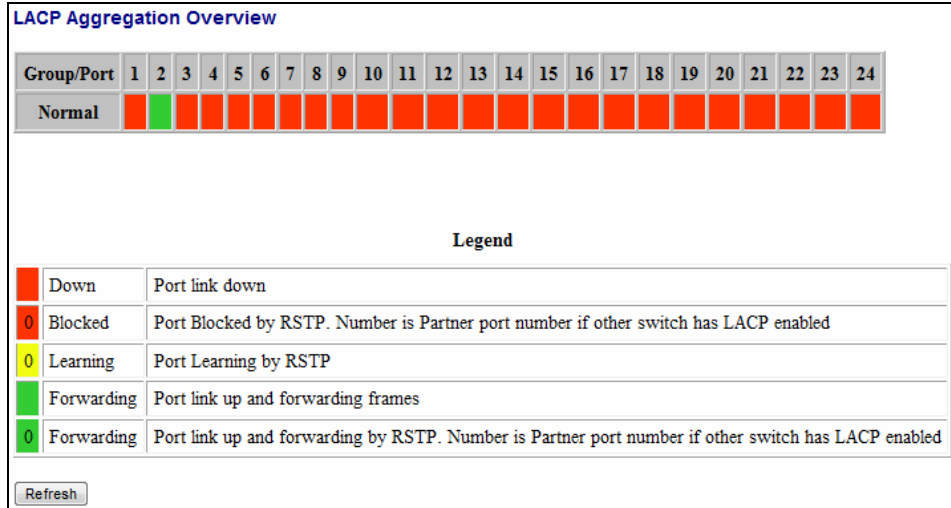 LACP Aggregation Overview
Group/Port 1 2 3 4 5 6 7 8 9 10 11 12 13 14 15 16 17 18 19 20 21 22 23 24
Normal
Legend
Down Port link down
0 Blocked Port Blocked by RSTP. Number is Partner port number if other switch has LACP enabled
0 Learning Port Learning by RSTP
Forwarding Port link up and forwarding frames
0 Forwarding Port link up and forwarding by RSTP. Number is Partner port number if other switch has LACP enabled
Refresh